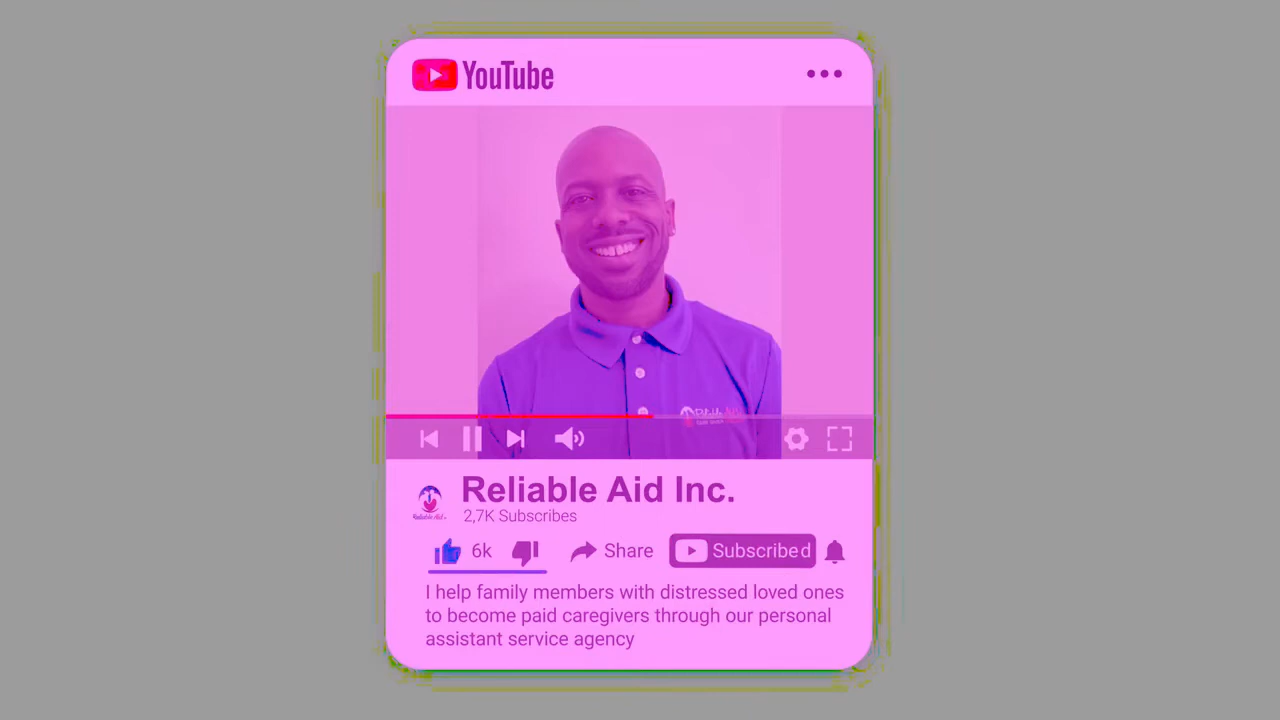 YouTube
Reliable Aid Inc.
2,7K Subscribes
6k
Share
Subscribed
I help family members with distressed loved ones
to become paid caregivers through our personal
assistant service agency